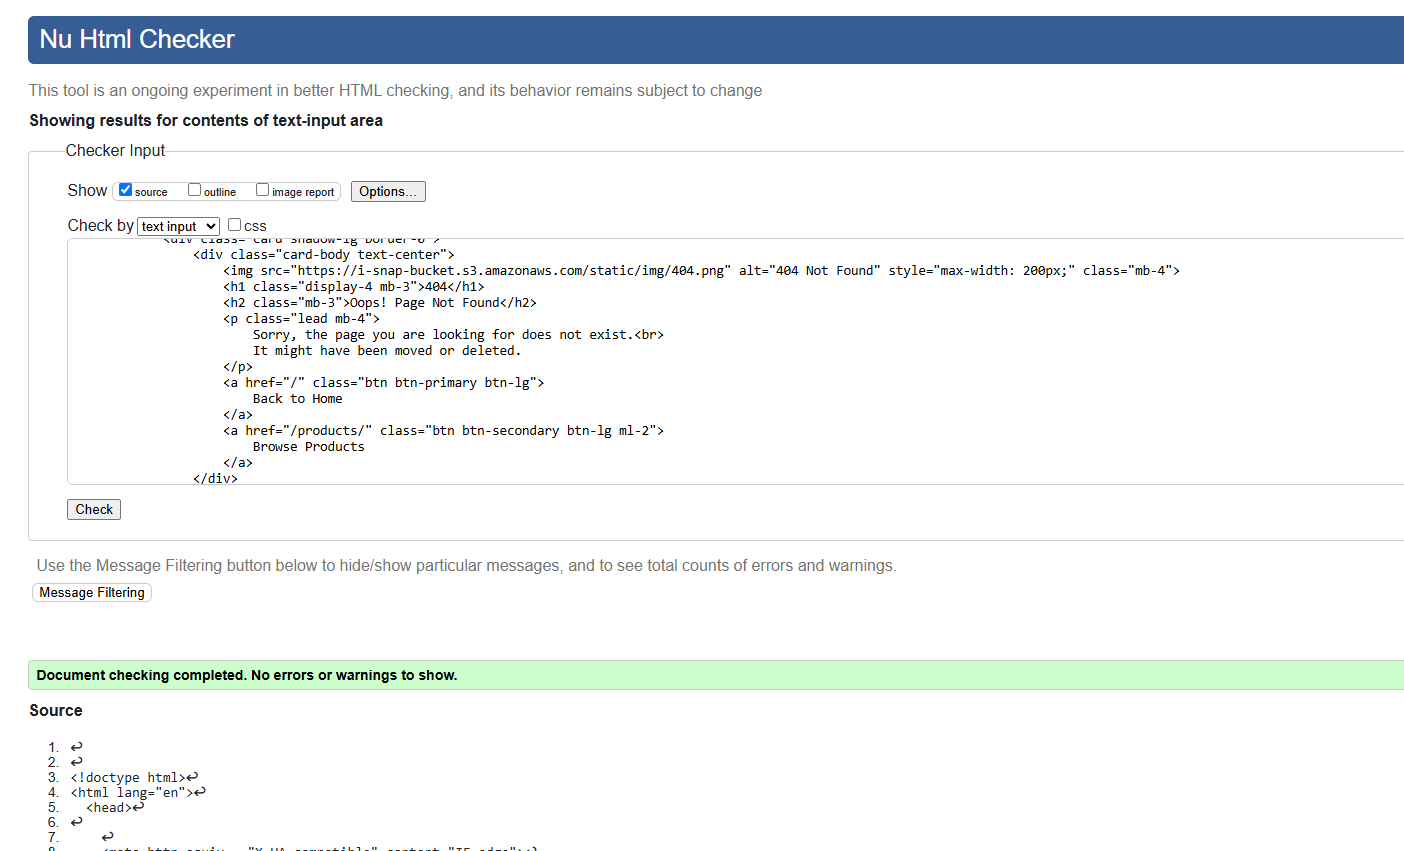 Nu Html Checker
This tool is an ongoing experiment in better HTML checking, and its behavior remains subject to change
Showing results for contents of text-input area
Checker Input
Show source outline image report Options...
Check by text input css
<div class="card shadow-lg border-0">
<div class="card-body text-center">
<img src="https://i-snap-bucket.s3.amazonaws.com/static/img/404.png" alt="404 Not Found" style="max-width: 200px;" class="mb-4">
<h1 class="display-4 mb-3">404</h1>
<h2 class="mb-3">Oops! Page Not Found</h2>
<p class="lead mb-4">
Sorry, the page you are looking for does not exist.<br>
It might have been moved or deleted.
</p>
<a href="/" class="btn btn-primary btn-lg">
Back to Home
</a>
<a href="/products/" class="btn btn-secondary btn-lg ml-2">
Browse Products
</a>
</div>
Check
Use the Message Filtering button below to hide/show particular messages, and to see total counts of errors and warnings.
Message Filtering
Document checking completed. No errors or warnings to show.
Source
1. ↩
2. ↩
3. <!doctype html>↩
4. <html lang="en">↩
5. <head>↩
6. ↩
7. ↩